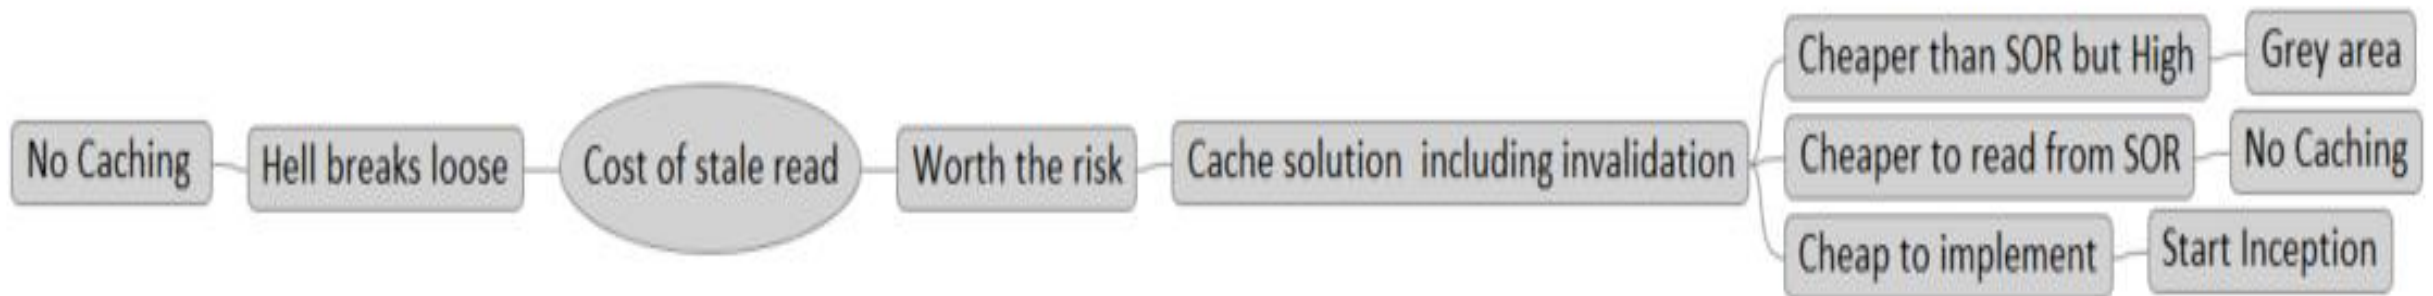 No Caching
Hell breaks loose
Cost of stale read
Worth the risk
Cache solution including invalidation
Cheaper than SOR but High
Grey area
Cheaper to read from SOR
No Caching
Cheap to implement
Start Inception